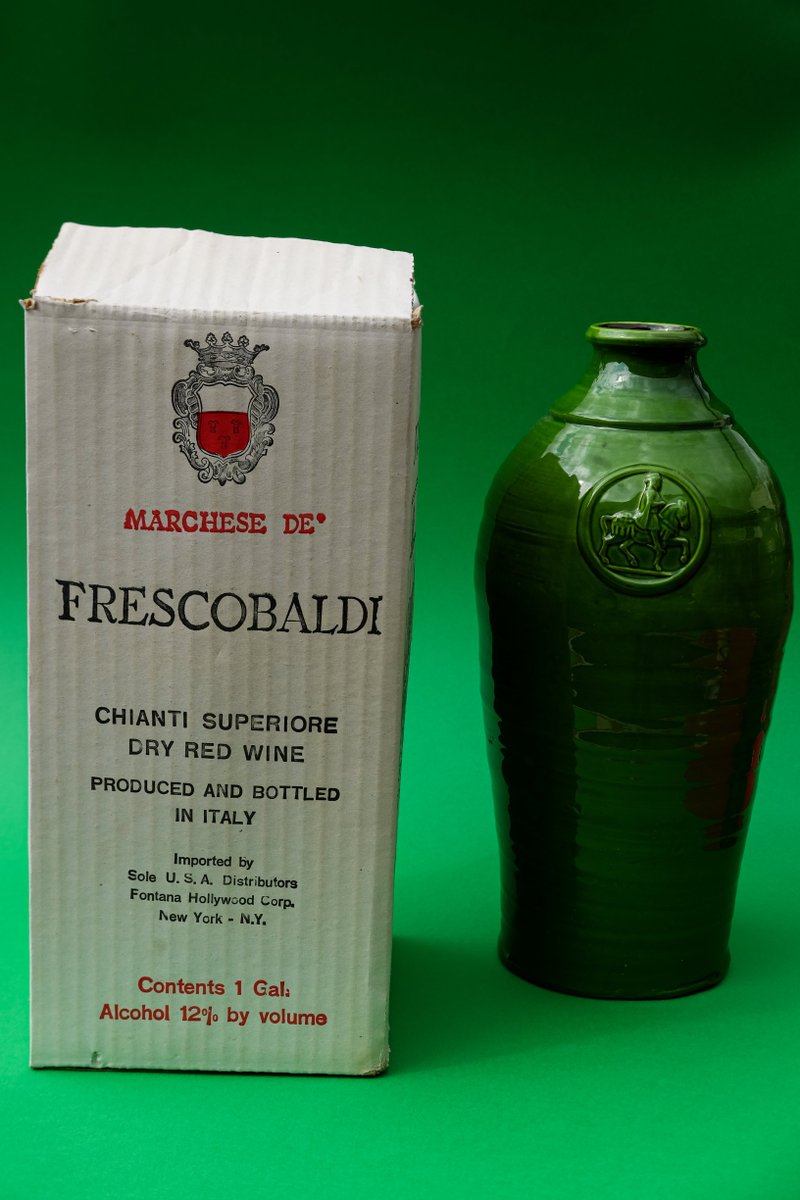 MARCHESE DE'
FRESCOBALDI
CHIANTI SUPERIORE
DRY RED WINE
PRODUCED AND BOTTLED
IN ITALY
Imported by
Sole U.S.A. Distributors
Fontana Hollywood Corp.
New York - N.Y.
Contents 1 Gal.
Alcohol 12% by volume